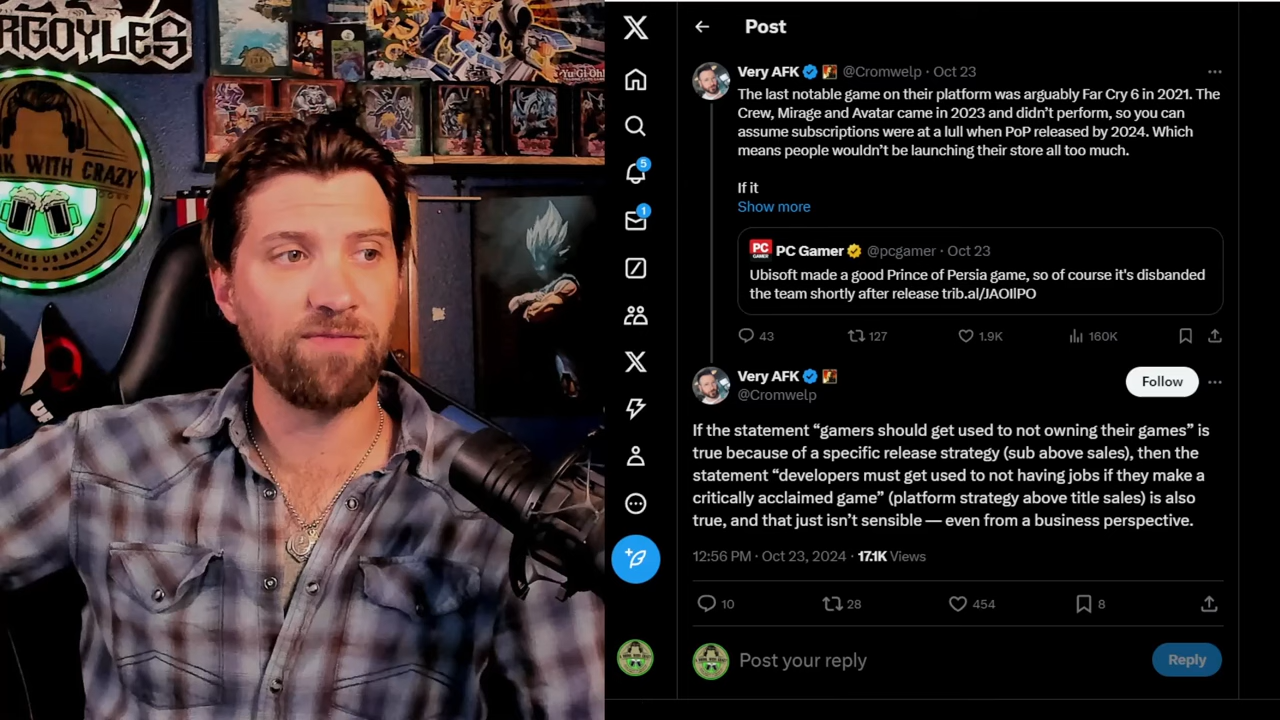 RGOYLES
Yu-Gi-Oh!
NK WITH CRAZY
MAKES US SMARTER
Post
Very AFK @Cromwelp · Oct 23
The last notable game on their platform was arguably Far Cry 6 in 2021. The
Crew, Mirage and Avatar came in 2023 and didn’t perform, so you can
assume subscriptions were at a lull when PoP released by 2024. Which
means people wouldn’t be launching their store all too much.
If it
Show more
PC
GAMER
PC Gamer @pcgamer · Oct 23
Ubisoft made a good Prince of Persia game, so of course it's disbanded
the team shortly after release trib.al/JAOIlPO
43 127 1.9K 160K
5
1
Very AFK
@Cromwelp
Follow
If the statement “gamers should get used to not owning their games” is
true because of a specific release strategy (sub above sales), then the
statement “developers must get used to not having jobs if they make a
critically acclaimed game” (platform strategy above title sales) is also
true, and that just isn’t sensible — even from a business perspective.
12:56 PM · Oct 23, 2024 · 17.1K Views
10 28 454 8
Post your reply
Reply